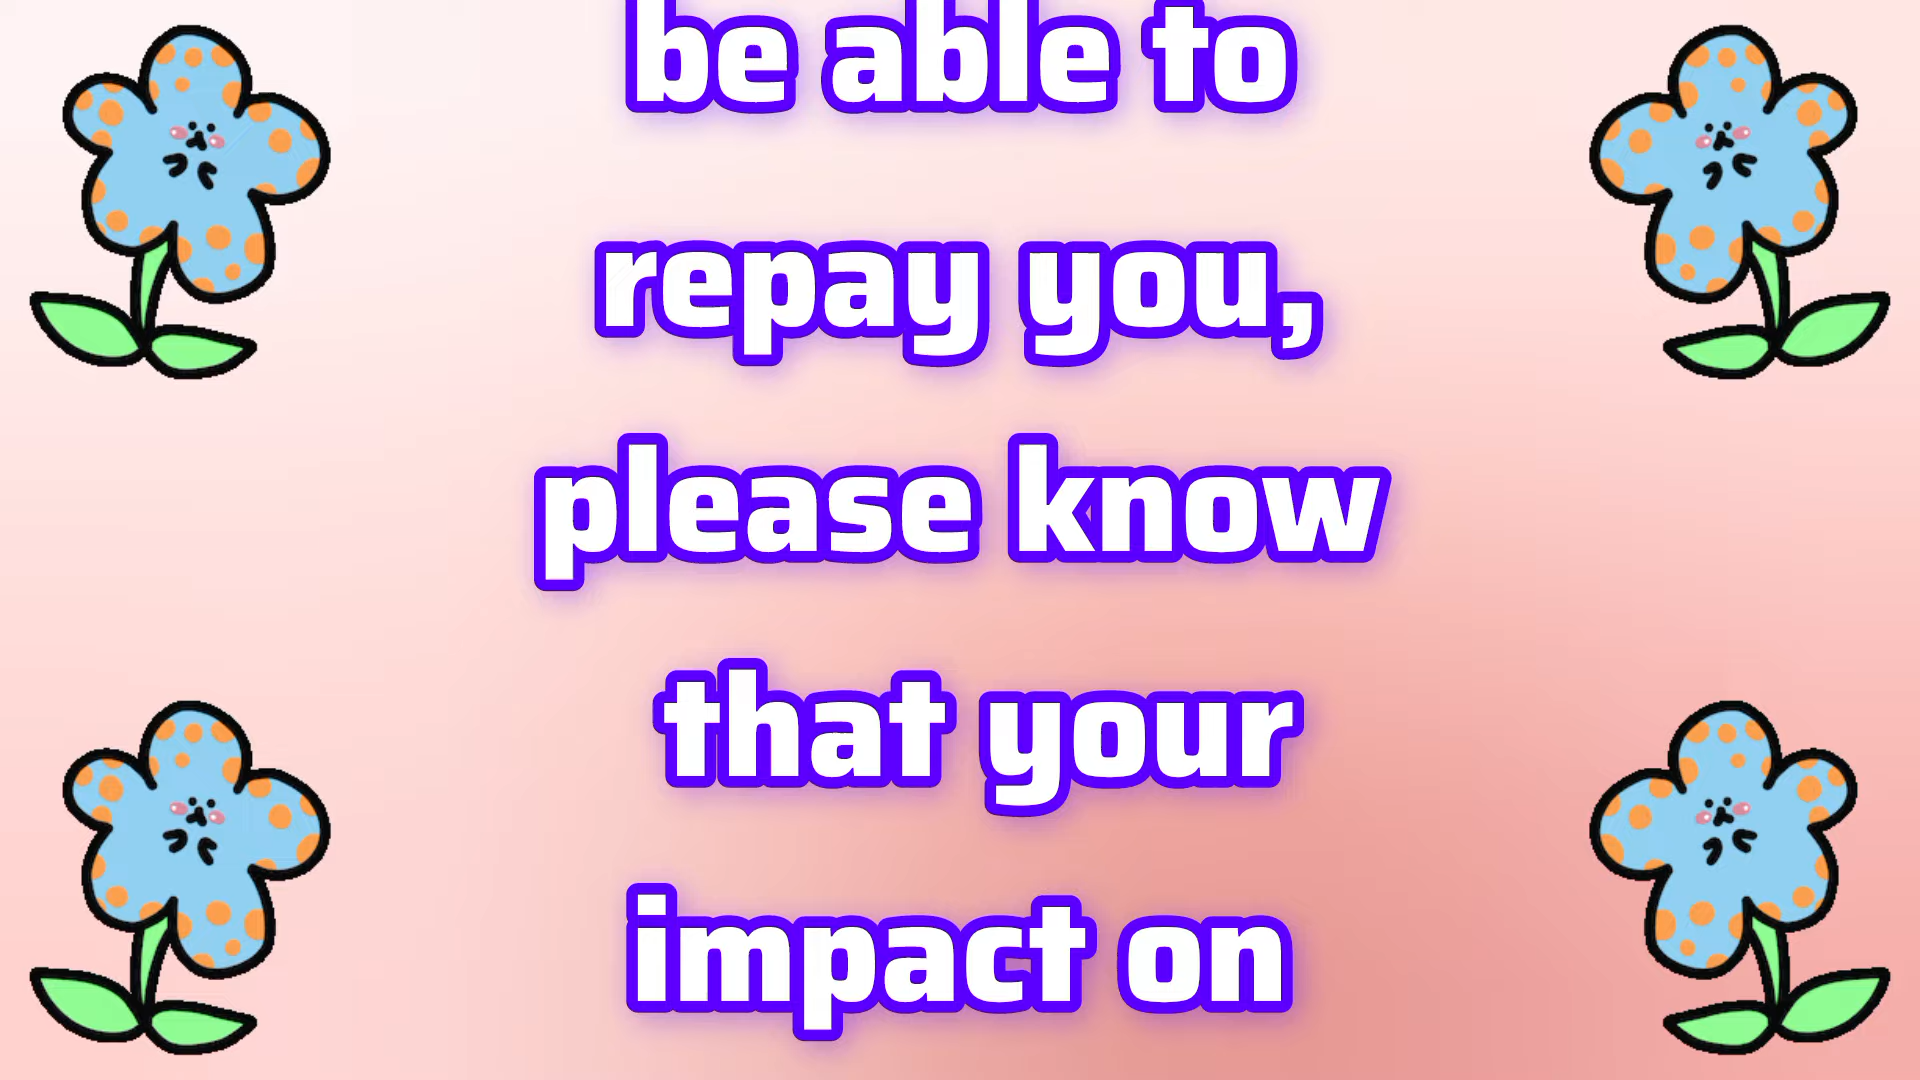 be able to
repay you,
please know
that your
impact on